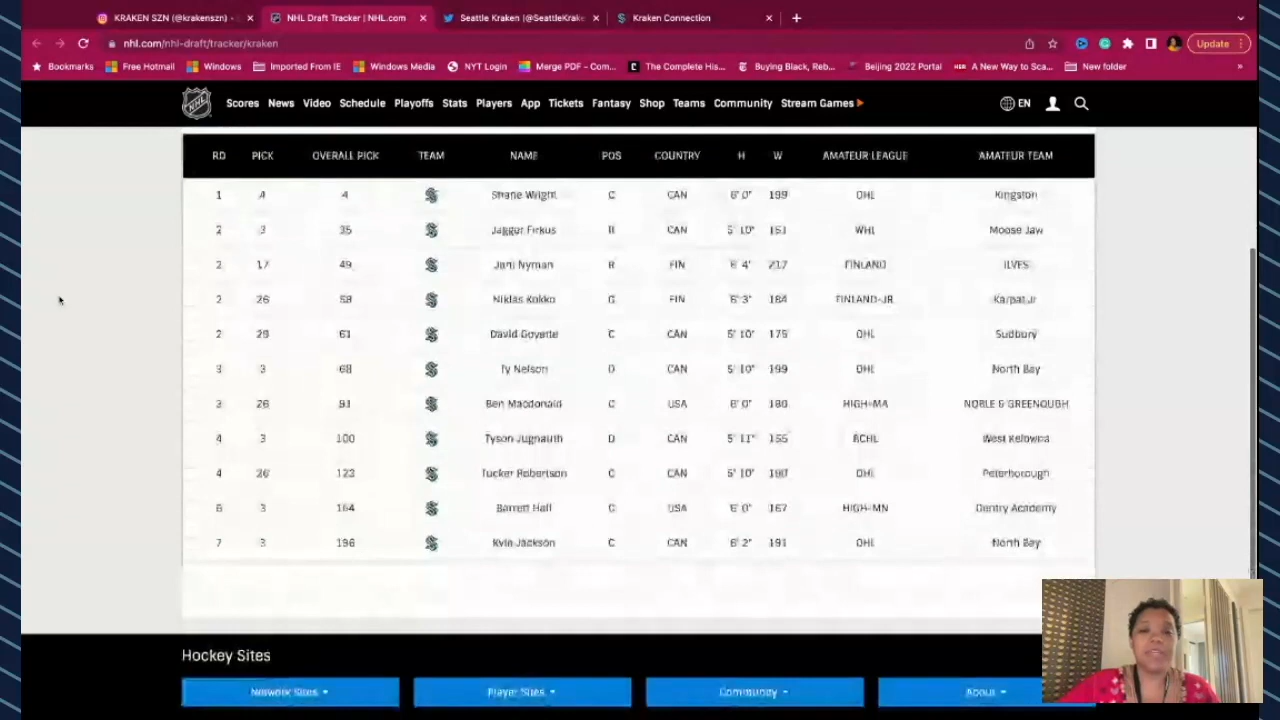 KRAKEN SZN (@krakenszn) · NHL Draft Tracker | NHL.com Seattle Kraken (@SeattleKrake Kraken Connection
nhl.com/nhl-draft/tracker/kraken Update
Bookmarks Free Hotmail Windows Imported From IE Windows Media NYT Login Merge PDF - Com... The Complete His... Buying Black, Reb... Beijing 2022 Portal A New Way to Sca... New folder »
NHL Scores News Video Schedule Playoffs Stats Players App Tickets Fantasy Shop Teams Community Stream Games EN
RD PICK OVERALL PICK TEAM NAME POS COUNTRY H W AMATEUR LEAGUE AMATEUR TEAM
1 4 4 Shane Wright C CAN 6' 0" 199 OHL Kingston
2 3 35 Jagger Firkus R CAN 5' 10" 151 WHL Moose Jaw
2 17 49 Jani Nyman R FIN 6' 4" 217 FINLAND ILVES
2 26 58 Niklas Kokko G FIN 6' 3" 184 FINLAND-JR. Karpat Jr
2 29 61 David Goyette C CAN 5' 10" 175 OHL Sudbury
3 3 68 Ty Nelson D CAN 5' 10" 199 OHL North Bay
3 26 91 Ben Macdonald C USA 6' 0" 180 HIGH-MA NOBLE & GREENOUGH
4 3 100 Tyson Jugnauth D CAN 5' 11" 155 BCHL West Kelowna
4 26 123 Tucker Robertson C CAN 5' 10" 190 OHL Peterborough
6 3 164 Barrett Hall C USA 6' 0" 167 HIGH-MN Gentry Academy
7 3 196 Kyle Jackson C CAN 6' 2" 191 OHL North Bay
Hockey Sites
Network Sites Player Sites Community About